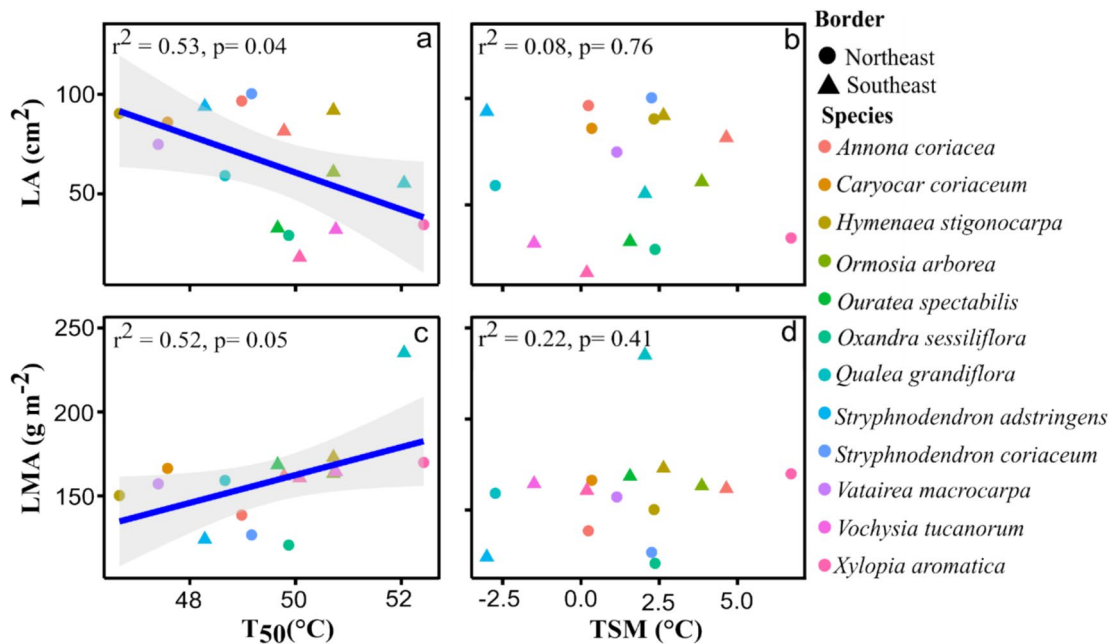 r² = 0.53, p= 0.04
a
LA (cm²)
100
50
r² = 0.08, p= 0.76
b
r² = 0.52, p= 0.05
c
LMA (g m⁻²)
250
200
150
48
50
52
T₅₀(°C)
r² = 0.22, p= 0.41
d
-2.5
0.0
2.5
5.0
TSM (°C)
Border
Northeast
Southeast
Species
Annona coriacea
Caryocar coriaceum
Hymenaea stigonocarpa
Ormosia arborea
Ouratea spectabilis
Oxandra sessiliflora
Qualea grandiflora
Stryphnodendron adstringens
Stryphnodendron coriaceum
Vatairea macrocarpa
Vochysia tucanorum
Xylopia aromatica